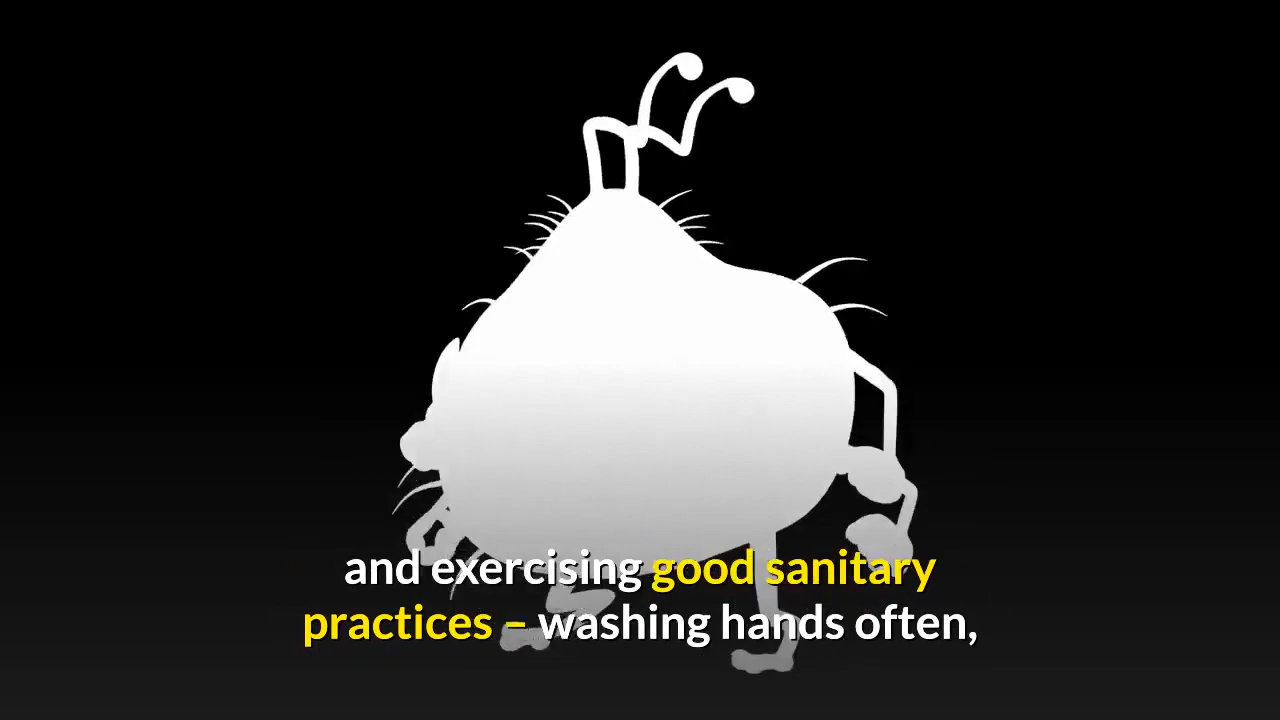 and exercising good sanitary
practices – washing hands often,